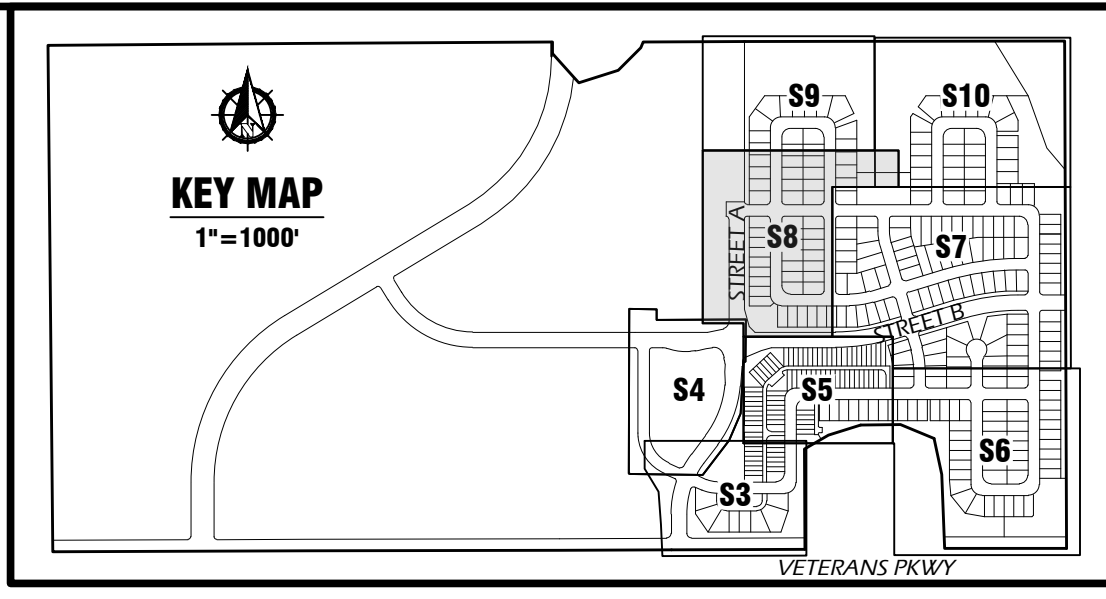 N
KEY MAP
1"=1000'
S9
S10
STREET A
S8
S7
STREET B
S4
S5
S6
S3
VETERANS PKWY